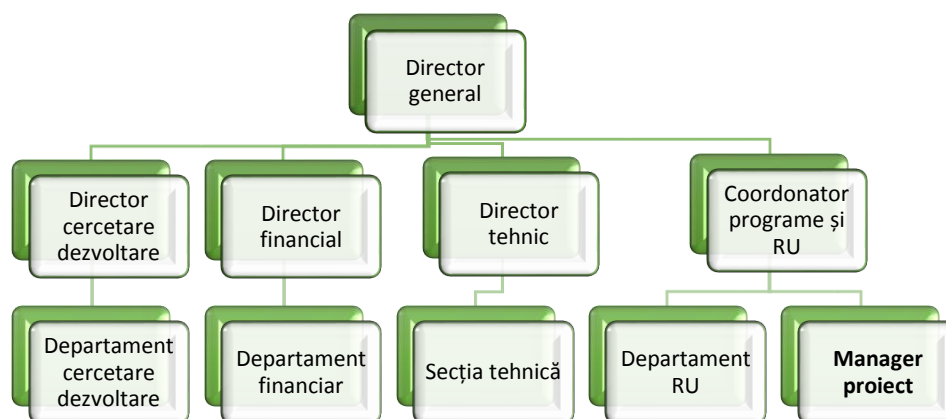 Director
general
Director
cercetare
dezvoltare
Director
financial
Director
tehnic
Coordonator
programe și
RU
Departament
cercetare
dezvoltare
Departament
financiar
Secția tehnică
Departament
RU
Manager
proiect